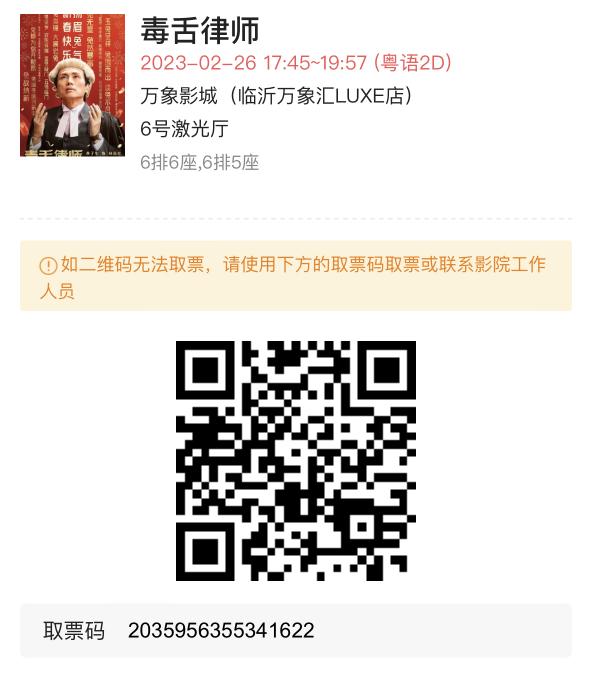 毒舌律师
2023-02-26 17:45~19:57 (粤语2D)
万象影城（临沂万象汇LUXE店）
6号激光厅
6排6座,6排5座
如二维码无法取票，请使用下方的取票码取票或联系影院工作
人员
取票码 2035956355341622